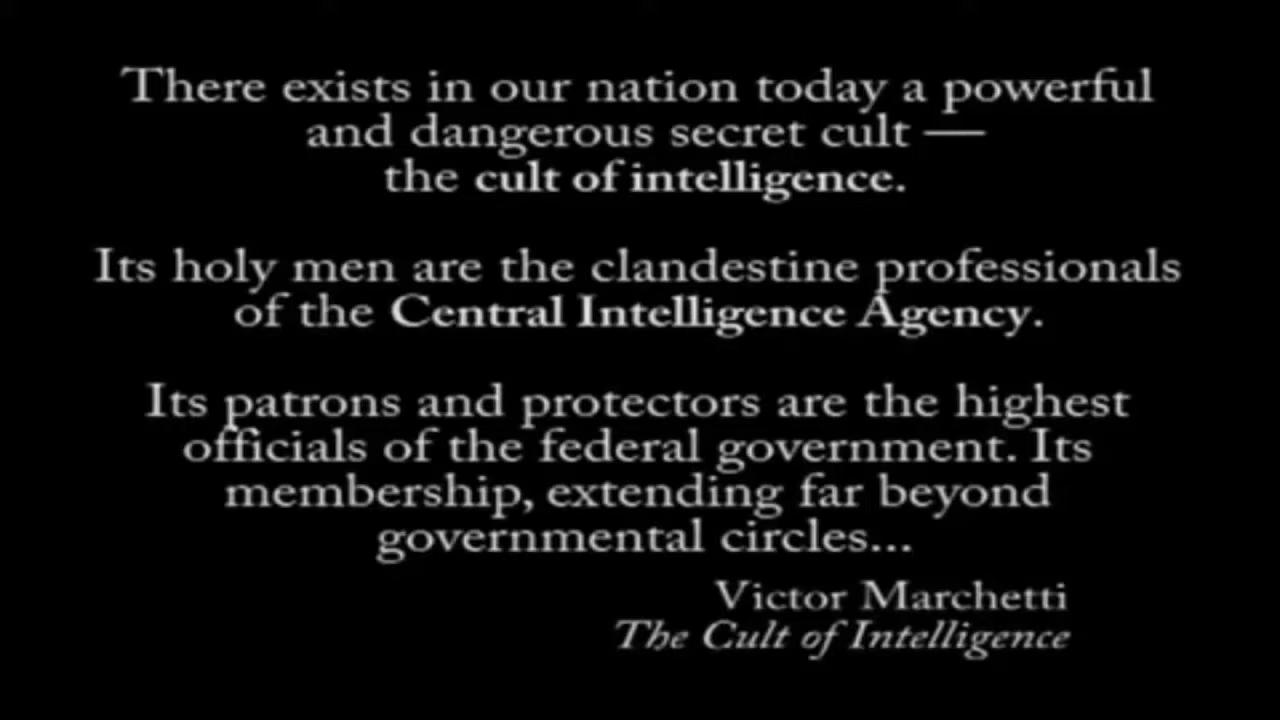 There exists in our nation today a powerful
and dangerous secret cult —
the cult of intelligence.
Its holy men are the clandestine professionals
of the Central Intelligence Agency.
Its patrons and protectors are the highest
officials of the federal government. Its
membership, extending far beyond
governmental circles...
Victor Marchetti
The Cult of Intelligence